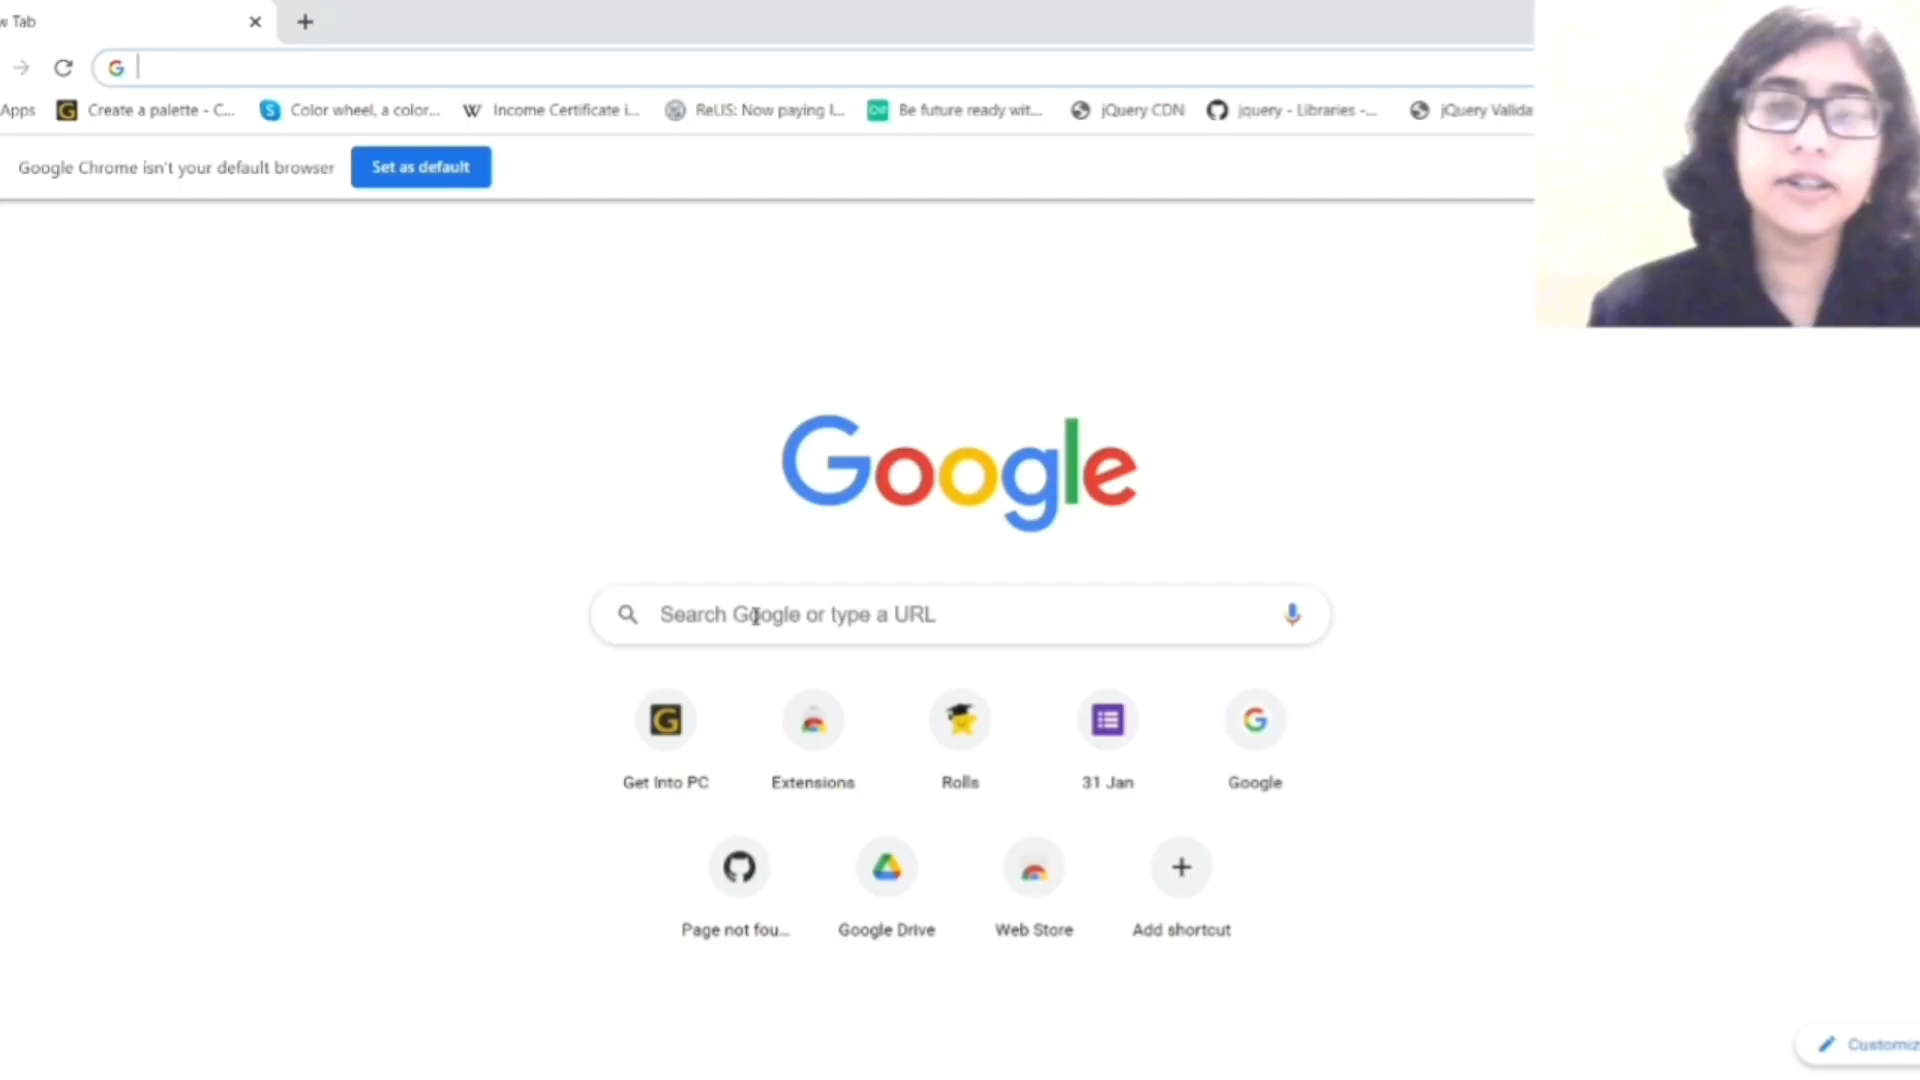 w Tab
Apps
Create a palette - C...
Color wheel, a color...
Income Certificate i...
ReLIS: Now paying l...
Be future ready wit...
jQuery CDN
jquery - Libraries -...
jQuery Valida
Google Chrome isn't your default browser
Set as default
Google
Search Google or type a URL
Get Into PC
Extensions
Rolls
31 Jan
Google
Page not fou...
Google Drive
Web Store
Add shortcut
Customiz